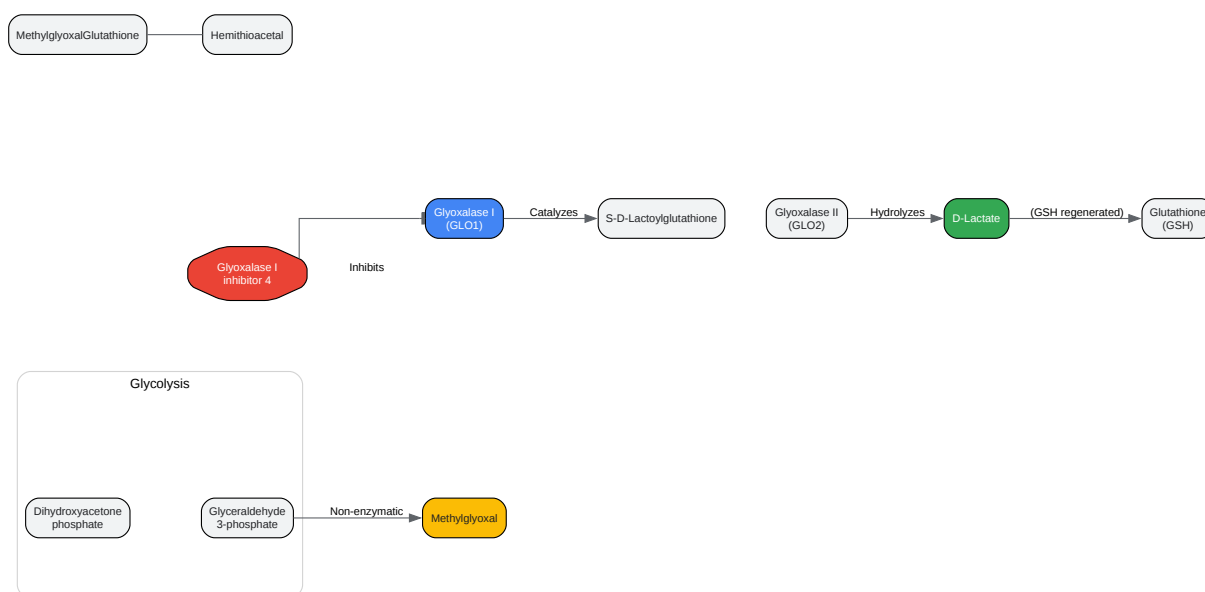 MethylglyoxalGlutathione
Hemithioacetal
Glyoxalase I
(GLO1)
Catalyzes
S-D-Lactoylglutathione
Glyoxalase II
(GLO2)
Hydrolyzes
D-Lactate
(GSH regenerated)
Glutathione
(GSH)
Glyoxalase I
inhibitor 4
Inhibits
Glycolysis
Dihydroxyacetone
phosphate
Glyceraldehyde
3-phosphate
Non-enzymatic
Methylglyoxal